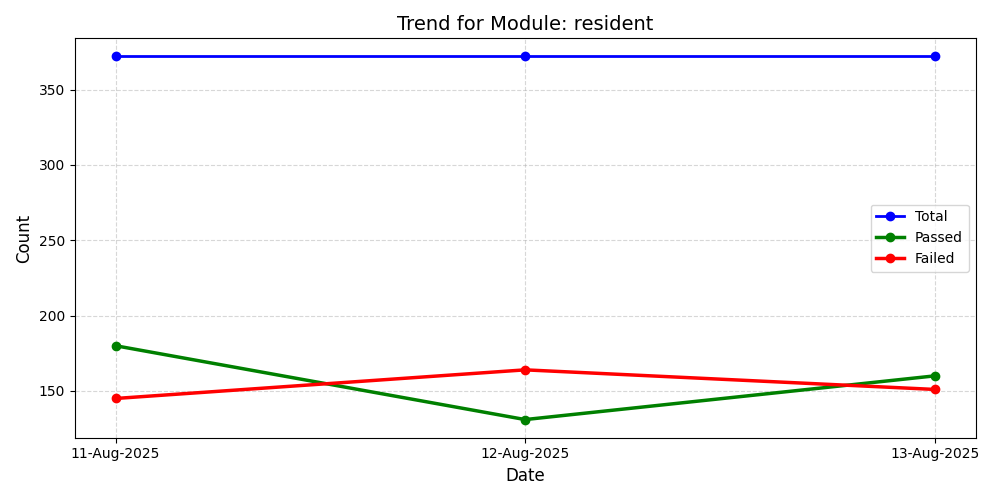 Trend for Module: resident
Count
350
300
250
200
150
Total
Passed
Failed
11-Aug-2025
12-Aug-2025
13-Aug-2025
Date